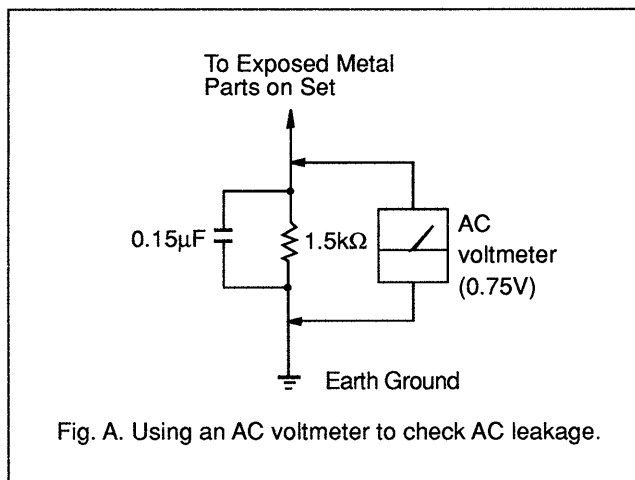 To Exposed Metal
Parts on Set
0.15µF
1.5kΩ
AC
voltmeter
(0.75V)
Earth Ground
Fig. A. Using an AC voltmeter to check AC leakage.